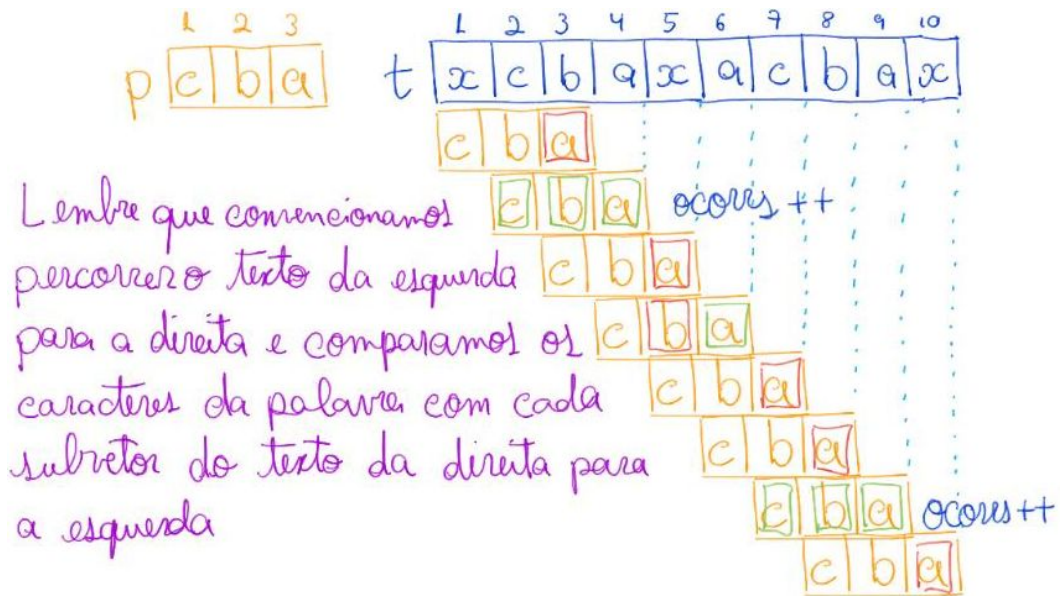 1 2 3
p c b a
1 2 3 4 5 6 7 8 9 10
t x c b a x a c b a x
c b a
c b a ocorrs ++
c b a
c b a
c b a
c b a
c b a ocorrs ++
c b a
Lembre que convencionamos
percorrer o texto da esquerda
para a direita e comparamos os
caracteres da palavra com cada
subvetor do texto da direita para
a esquerda